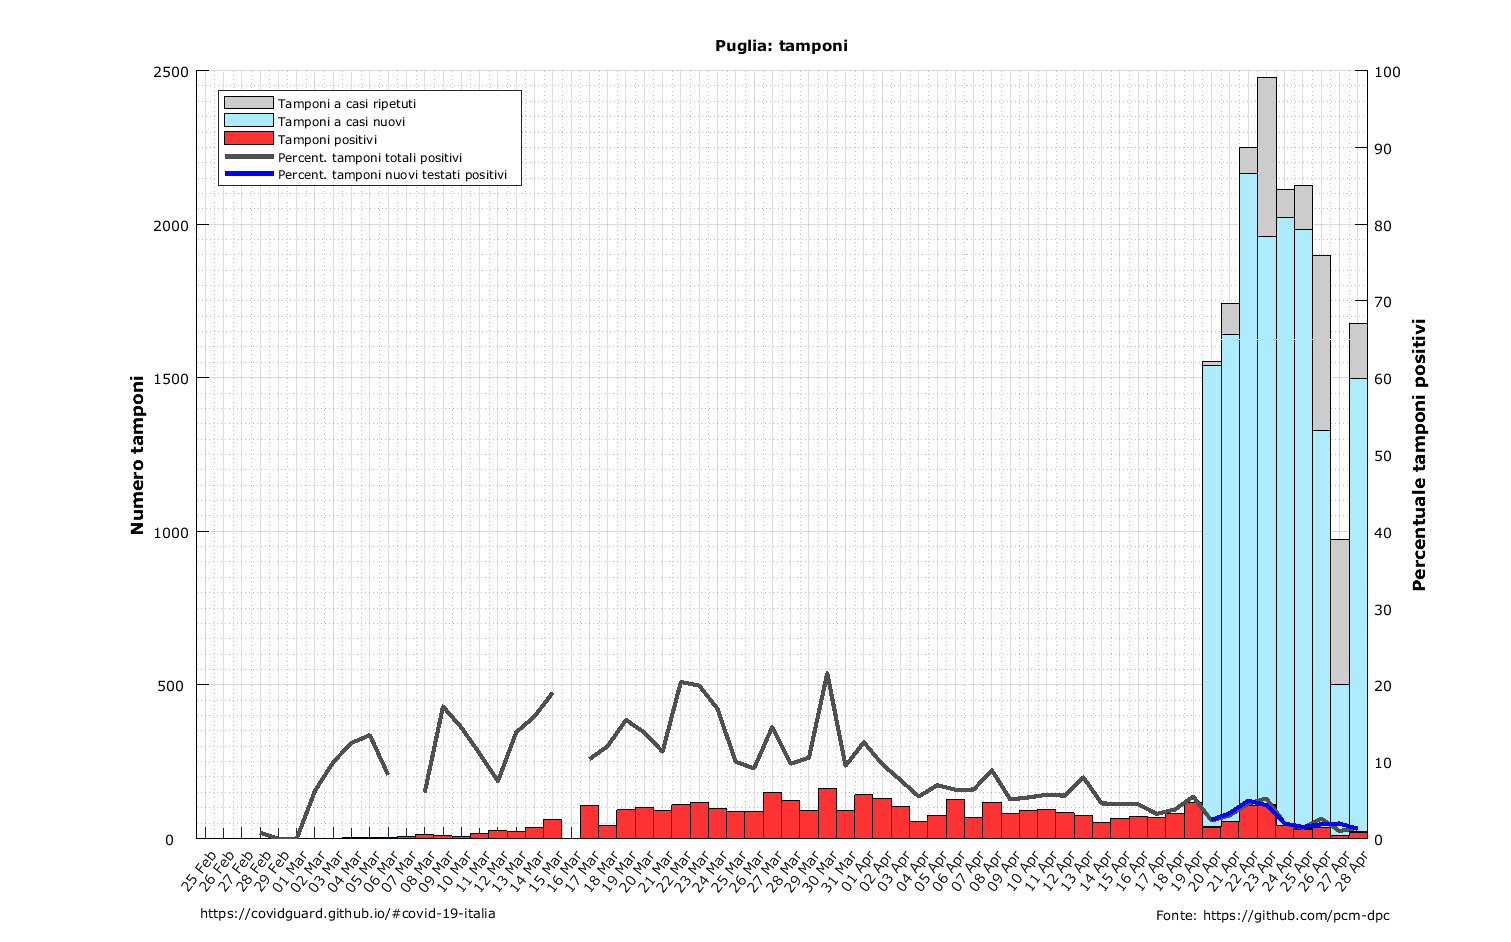 Puglia: tamponi
2500
2000
1500
1000
500
0
100
90
80
70
60
50
40
30
20
10
0
Numero tamponi
Percentuale tamponi positivi
Tamponi a casi ripetuti
Tamponi a casi nuovi
Tamponi positivi
Percent. tamponi totali positivi
Percent. tamponi nuovi testati positivi
25 Feb
26 Feb
27 Feb
28 Feb
29 Feb
01 Mar
02 Mar
03 Mar
04 Mar
05 Mar
06 Mar
07 Mar
08 Mar
09 Mar
10 Mar
11 Mar
12 Mar
13 Mar
14 Mar
15 Mar
16 Mar
17 Mar
18 Mar
19 Mar
20 Mar
21 Mar
22 Mar
23 Mar
24 Mar
25 Mar
26 Mar
27 Mar
28 Mar
29 Mar
30 Mar
31 Mar
01 Apr
02 Apr
03 Apr
04 Apr
05 Apr
06 Apr
07 Apr
08 Apr
09 Apr
10 Apr
11 Apr
12 Apr
13 Apr
14 Apr
15 Apr
16 Apr
17 Apr
18 Apr
19 Apr
20 Apr
21 Apr
22 Apr
23 Apr
24 Apr
25 Apr
26 Apr
27 Apr
28 Apr
https://covidguard.github.io/#covid-19-italia
Fonte: https://github.com/pcm-dpc